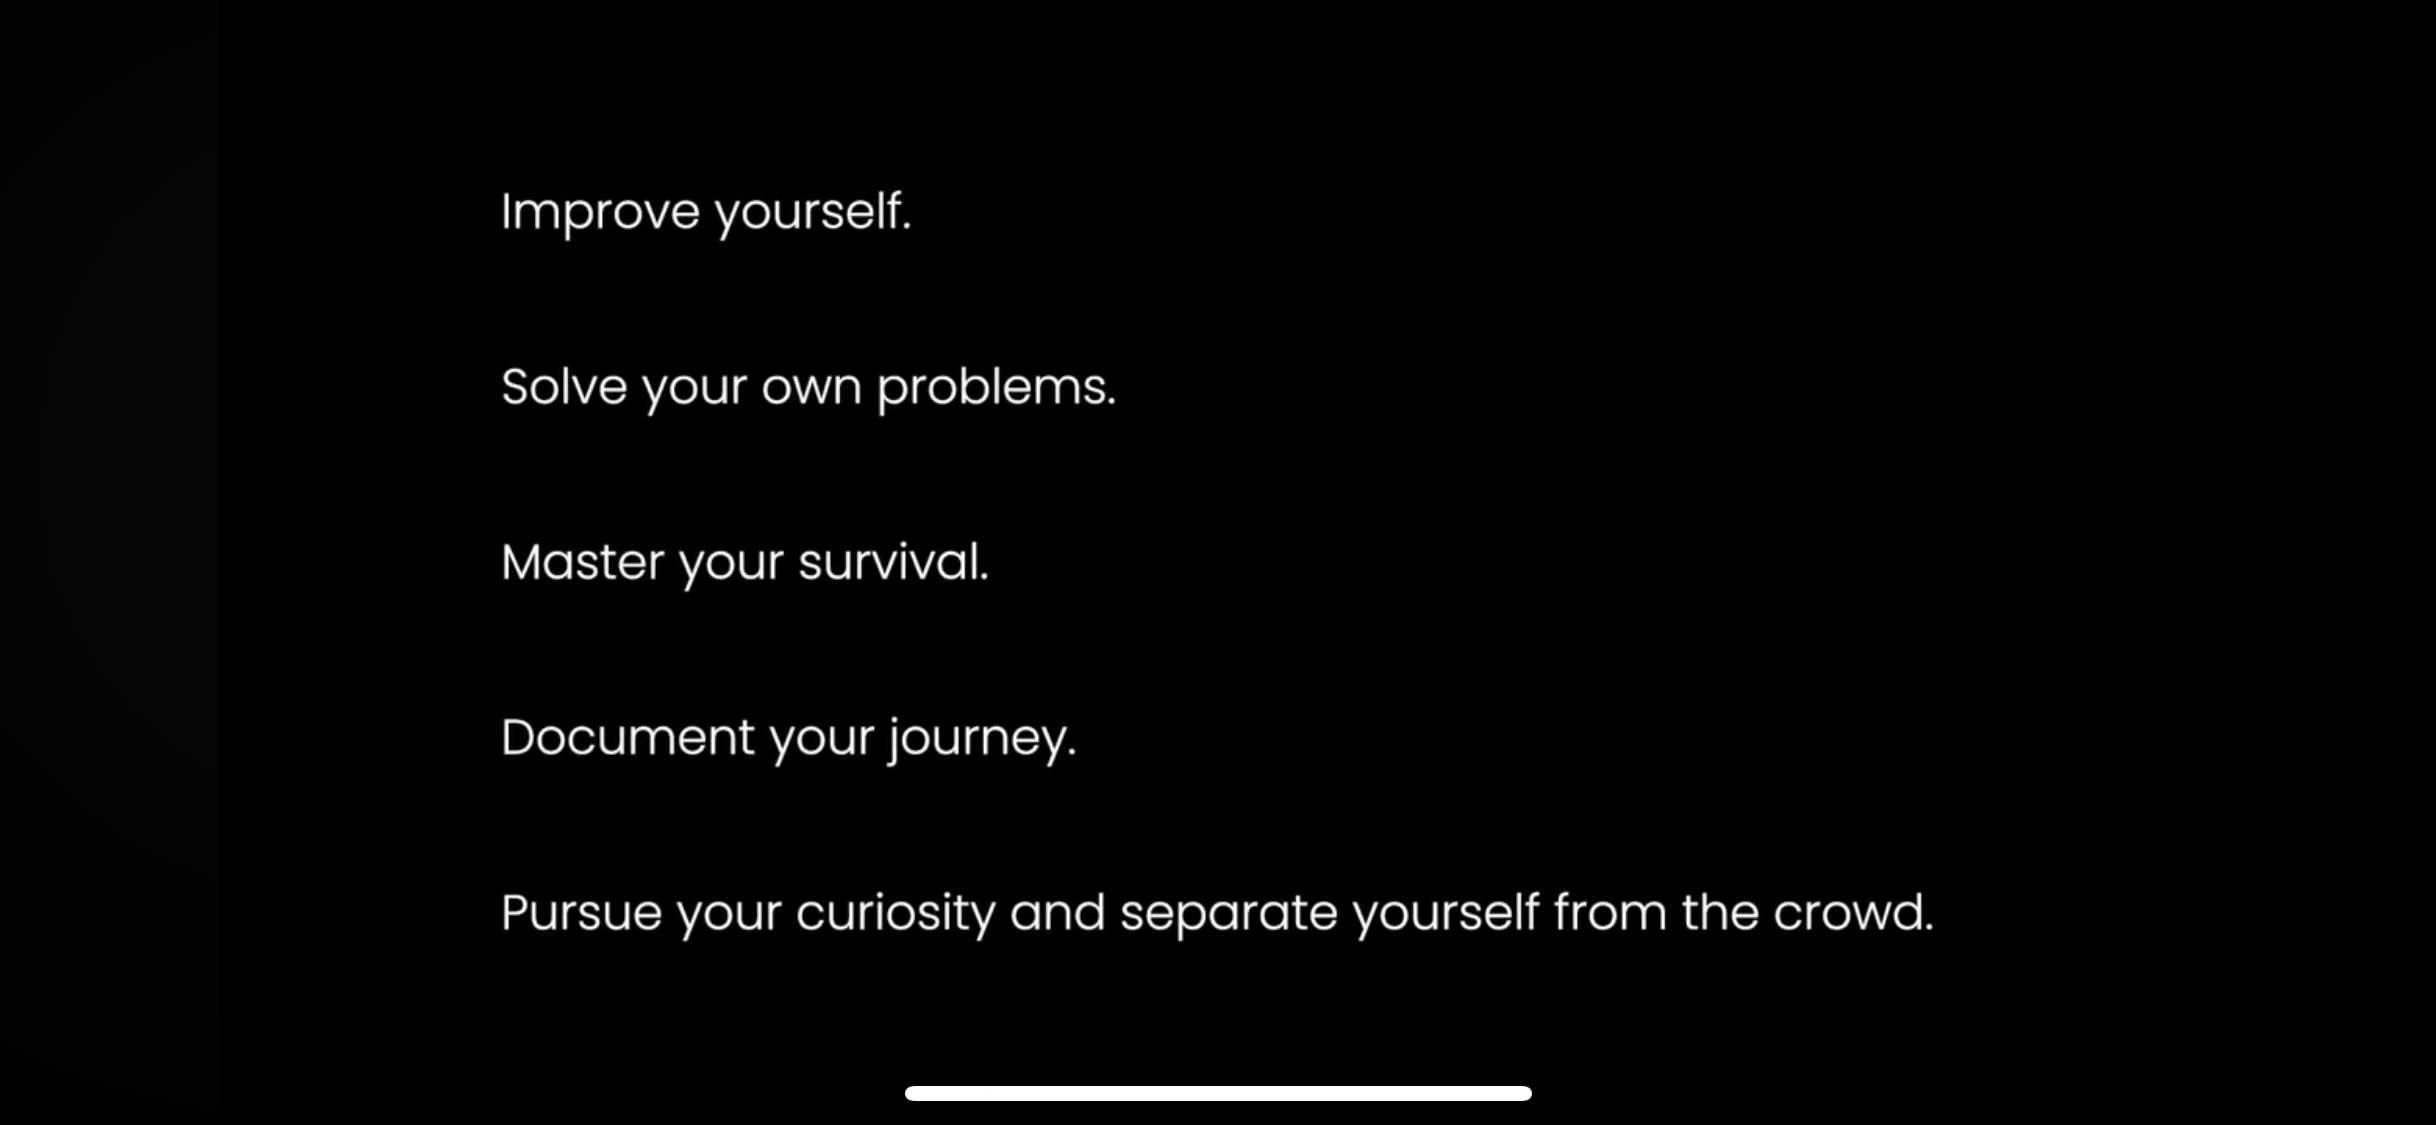 Improve yourself.
Solve your own problems.
Master your survival.
Document your journey.
Pursue your curiosity and separate yourself from the crowd.